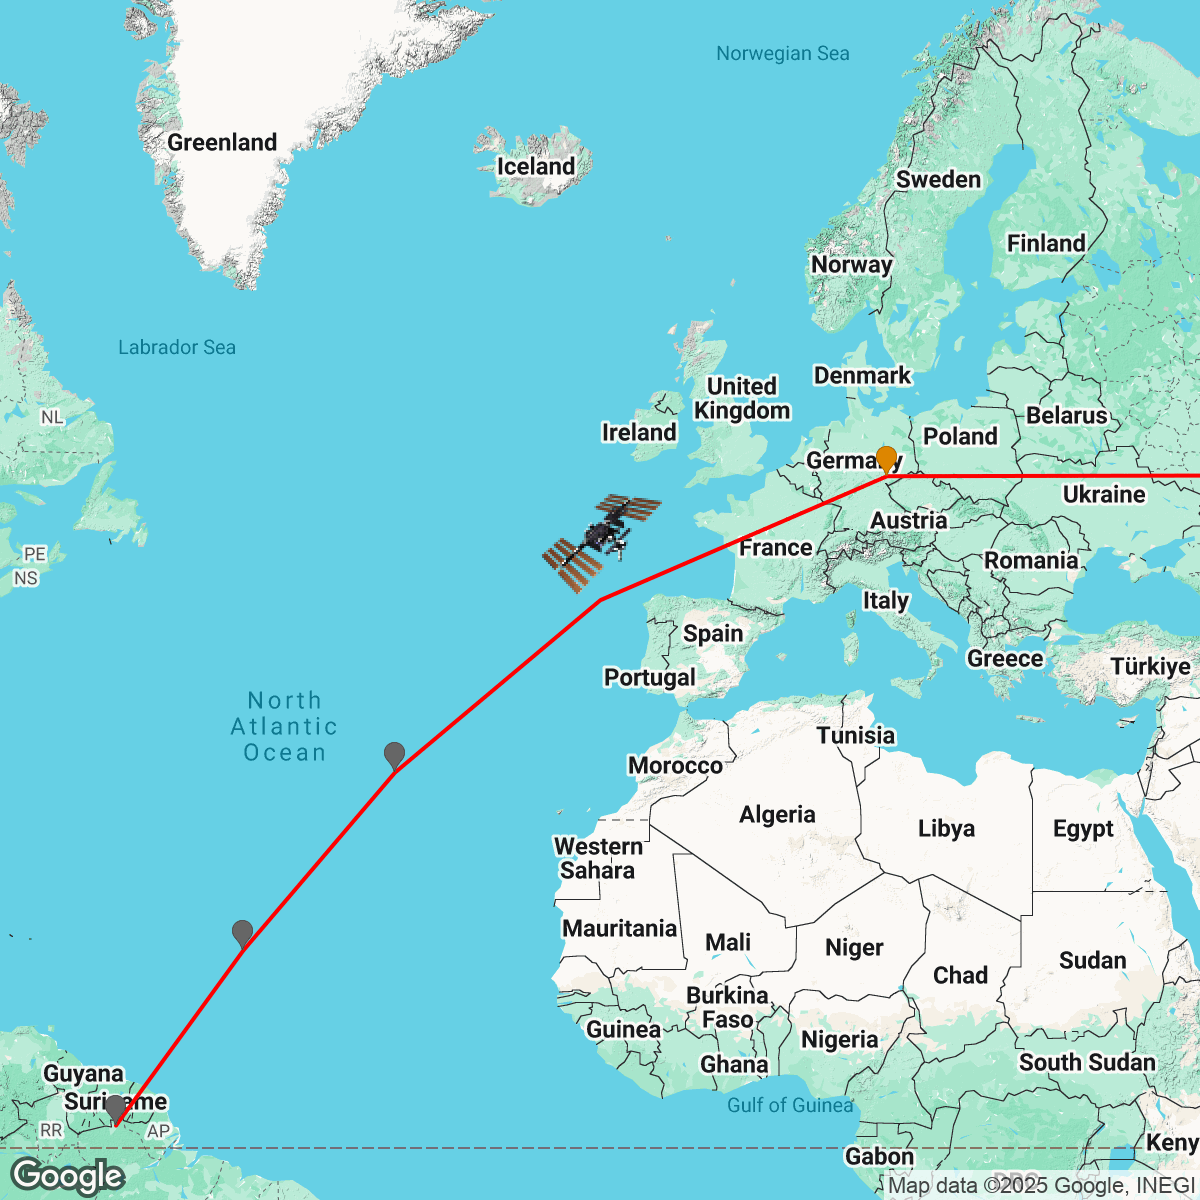 Norwegian Sea
Greenland
Iceland
Sweden
Finland
Norway
Labrador Sea
Denmark
United
Kingdom
NL
Belarus
Ireland
Poland
Germany
Ukraine
Austria
France
PE
NS
Romania
Italy
Spain
Greece
Türkiye
Portugal
North
Atlantic
Ocean
Tunisia
Morocco
Algeria
Libya
Egypt
Western
Sahara
Mauritania
Mali
Niger
Chad
Sudan
Burkina
Faso
Guinea
Nigeria
Ghana
South Sudan
Guyana
Suriname
Gulf of Guinea
RR
AP
Gabon
Keny
Google
Map data ©2025 Google, INEGI